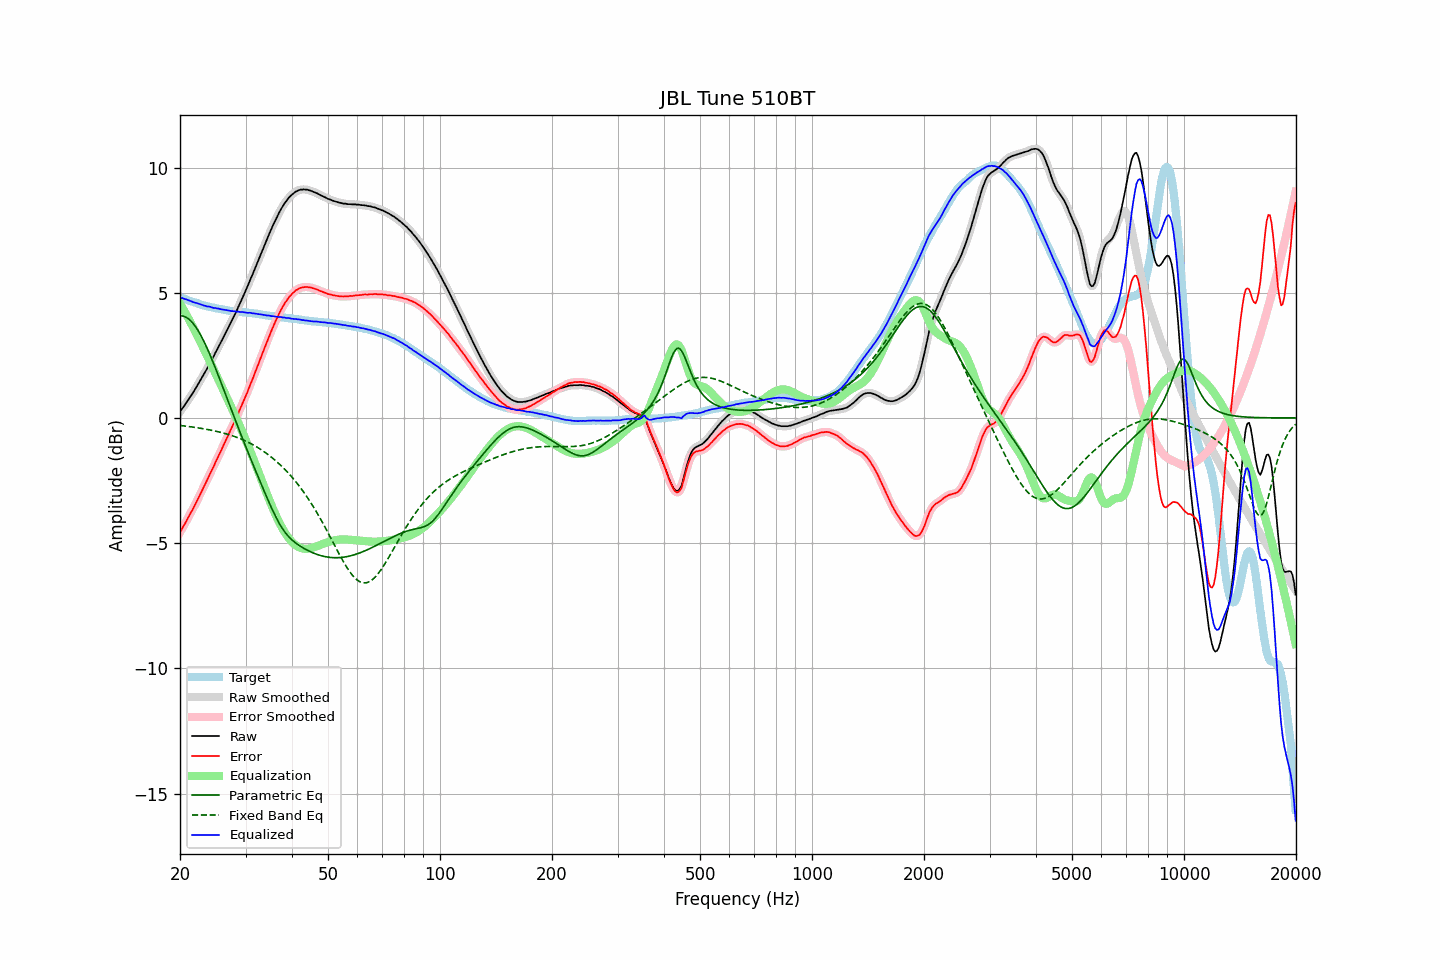 JBL Tune 510BT
Amplitude (dBr)
10
5
0
−5
−10
−15
Target
Raw Smoothed
Error Smoothed
Raw
Error
Equalization
Parametric Eq
Fixed Band Eq
Equalized
20 50 100 200 500 1000 2000 5000 10000 20000
Frequency (Hz)